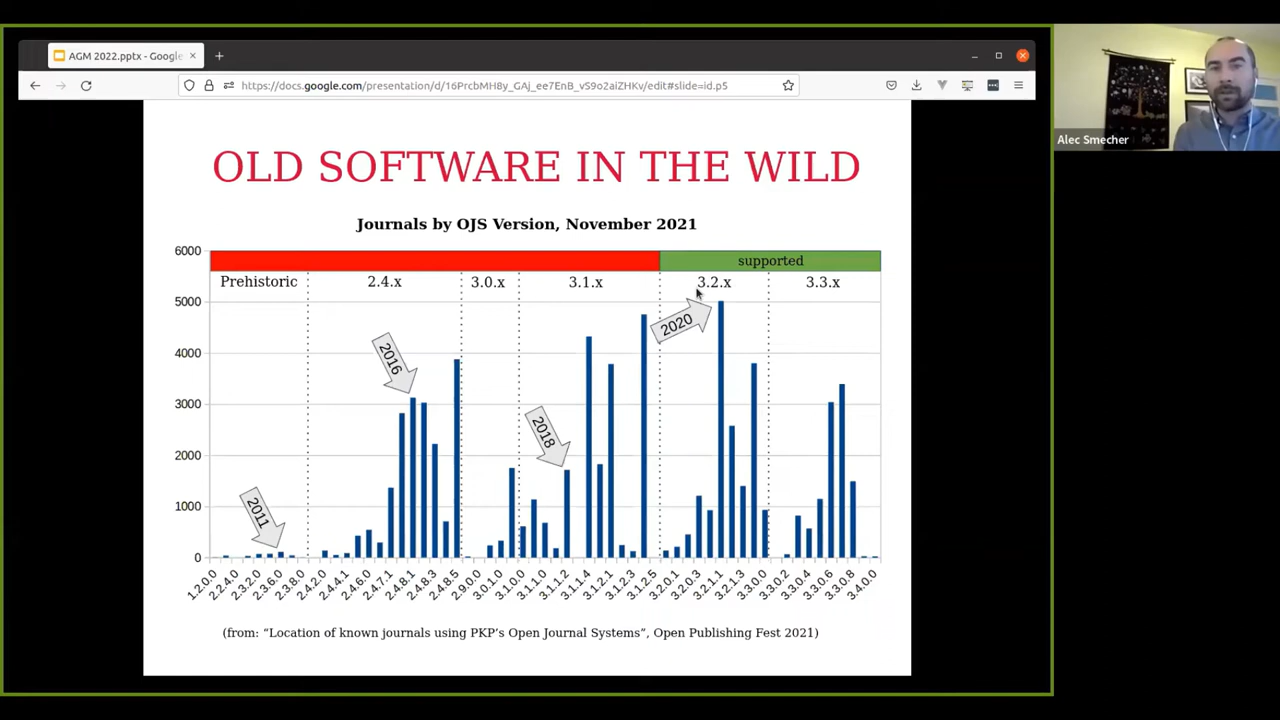 AGM 2022.pptx - Google
https://docs.google.com/presentation/d/16PrcbMH8y_GAj_ee7EnB_vS9o2aiZHKv/edit#slide=id.p5
Alec Smecher
OLD SOFTWARE IN THE WILD
Journals by OJS Version, November 2021
6000
5000
4000
3000
2000
1000
0
supported
Prehistoric 2.4.x 3.0.x 3.1.x 3.2.x 3.3.x
2011
2016
2018
2020
1.2.0.0 2.2.4.0 2.3.2.0 2.3.6.0 2.3.8.0 2.4.2.0 2.4.4.1 2.4.6.0 2.4.7.1 2.4.8.1 2.4.8.3 2.4.8.5 2.9.0.0 3.0.1.0 3.1.0.0 3.1.1.0 3.1.1.2 3.1.1.4 3.1.2.1 3.1.2.3 3.1.2.5 3.2.0.1 3.2.0.3 3.2.1.1 3.2.1.3 3.3.0.0 3.3.0.2 3.3.0.4 3.3.0.6 3.3.0.8 3.4.0.0
(from: “Location of known journals using PKP’s Open Journal Systems”, Open Publishing Fest 2021)